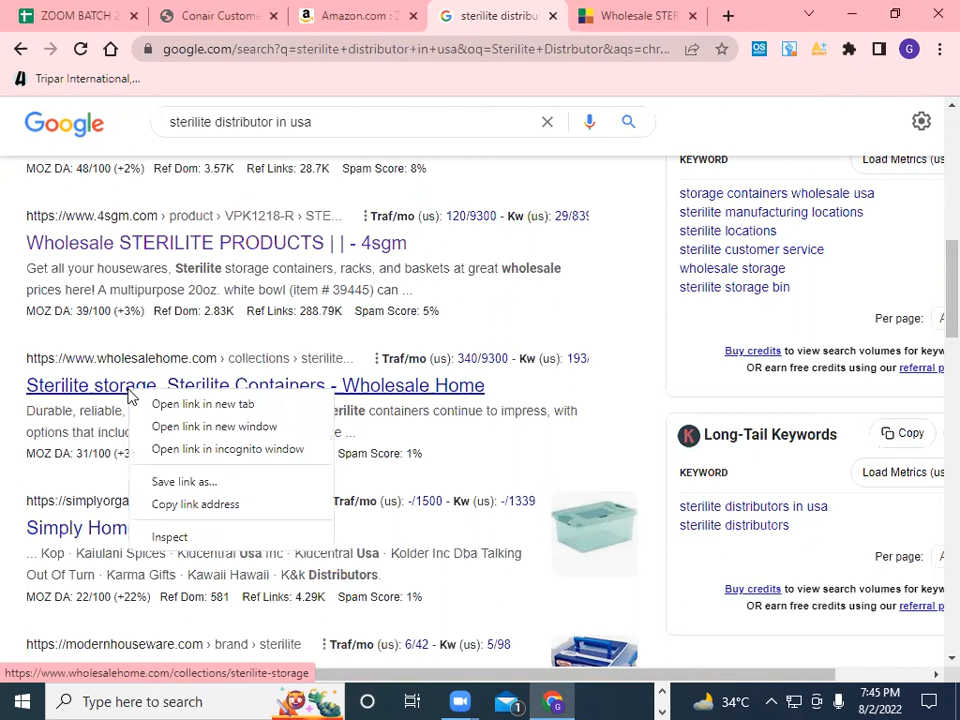 ZOOM BATCH 2
Conair Custome
Amazon.com : Z
sterilite distribu
Wholesale STER
google.com/search?q=sterilite+distributor+in+usa&oq=Sterilite+Distributor&aqs=chr...
Tripar International,...
Google
sterilite distributor in usa
MOZ DA: 48/100 (+2%) Ref Dom: 3.57K Ref Links: 28.7K Spam Score: 8%
https://www.4sgm.com › product › VPK1218-R › STE...
Traf/mo (us): 120/9300 - Kw (us): 29/839
Wholesale STERILITE PRODUCTS | | - 4sgm
Get all your housewares, Sterilite storage containers, racks, and baskets at great wholesale
prices here! A multipurpose 20oz. white bowl (item # 39445) can ...
MOZ DA: 39/100 (+3%) Ref Dom: 2.83K Ref Links: 288.79K Spam Score: 5%
https://www.wholesalehome.com › collections › sterilite...
Traf/mo (us): 340/9300 - Kw (us): 193/
Sterilite storage, Sterilite Containers - Wholesale Home
Durable, reliable,
erilite containers continue to impress, with
options that inclu
e ...
MOZ DA: 31/100 (+3
Spam Score: 1%
Open link in new tab
Open link in new window
Open link in incognito window
Save link as...
Copy link address
Inspect
https://simplyorga
Traf/mo (us): -/1500 - Kw (us): -/1339
Simply Hom
... Kop · Kaiulani Spices · Kidcentral Usa Inc · Kidcentral Usa · Kolder Inc Dba Talking
Out Of Turn · Karma Gifts · Kawaii Hawaii · K&k Distributors.
MOZ DA: 22/100 (+22%) Ref Dom: 581 Ref Links: 4.29K Spam Score: 1%
https://modernhouseware.com › brand › sterilite
Traf/mo (us): 6/42 - Kw (us): 5/98
https://www.wholesalehome.com/collections/sterilite-storage
KEYWORD
Load Metrics (us
storage containers wholesale usa
sterilite manufacturing locations
sterilite locations
sterilite customer service
wholesale storage
sterilite storage bin
Per page:
Buy credits to view search volumes for keyw
OR earn free credits using our referral p
Long-Tail Keywords
Copy
KEYWORD
Load Metrics (us
sterilite distributors in usa
sterilite distributors
Per page:
Buy credits to view search volumes for keyw
OR earn free credits using our referral p
Type here to search
1
34°C
7:45 PM
8/2/2022